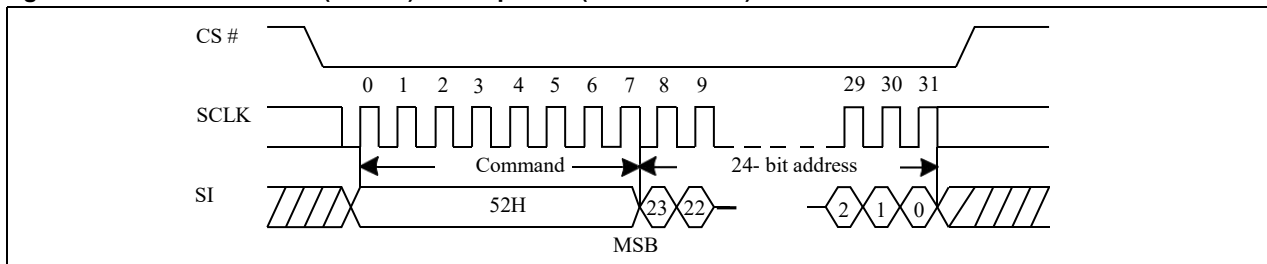 CS #
0 1 2 3 4 5 6 7 8 9 29 30 31
SCLK
Command 24- bit address
SI
52H 23 22 2 1 0
MSB